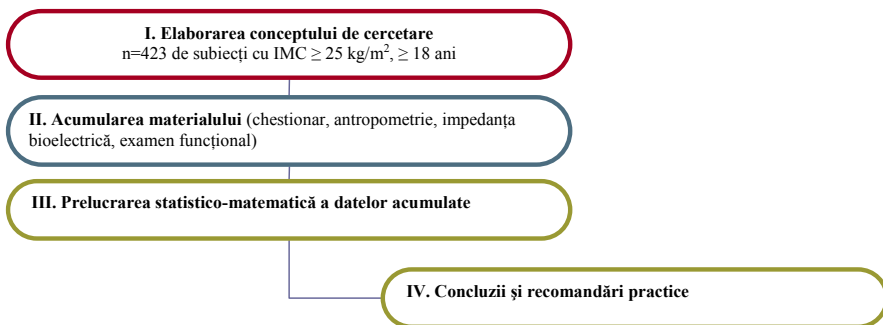 I. Elaborarea conceptului de cercetare
n=423 de subiecți cu IMC ≥ 25 kg/m², ≥ 18 ani
II. Acumularea materialului (chestionar, antropometrie, impedanța
bioelectrică, examen funcțional)
III. Prelucrarea statistico-matematică a datelor acumulate
IV. Concluzii şi recomandări practice